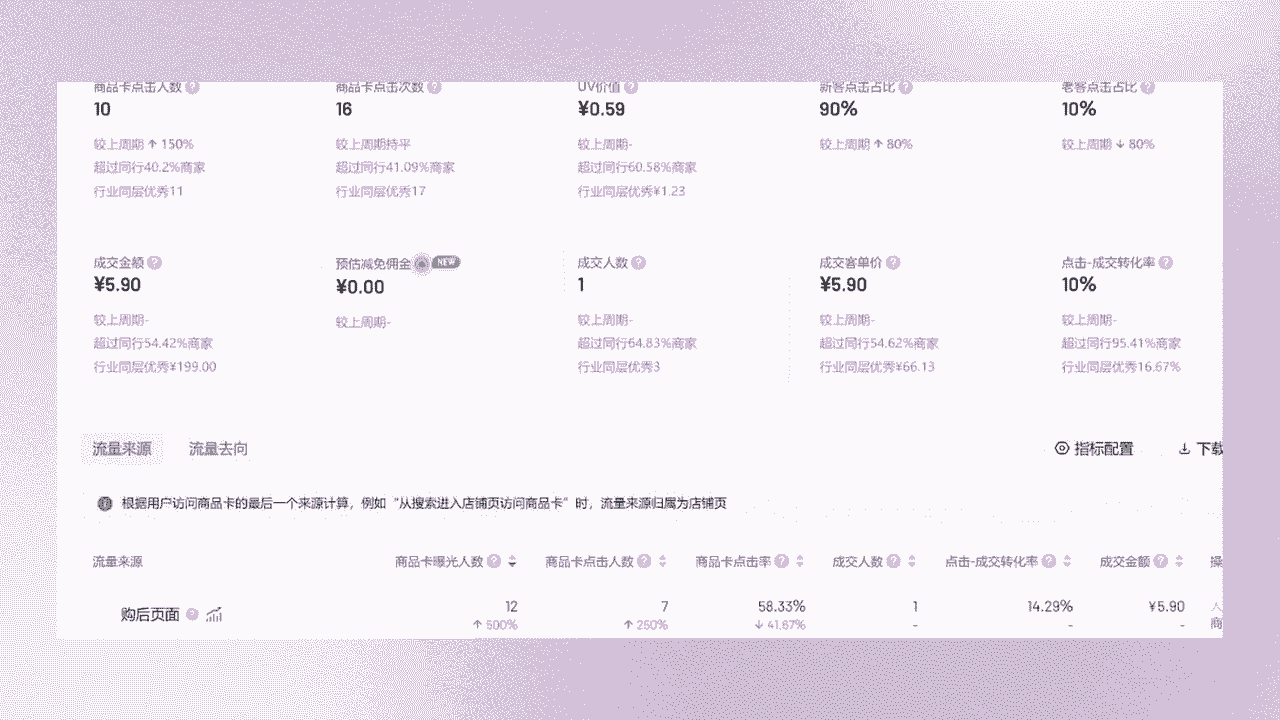 商品卡点击人数 商品卡点击次数 UV价值 新客点击占比 老客点击占比
10 16 ¥0.59 90% 10%
较上周期 ↑ 150% 较上周期持平 较上周期- 较上周期 ↑ 80% 较上周期 ↓ 80%
超过同行40.2%商家 超过同行41.09%商家 超过同行60.58%商家
行业同层优秀11 行业同层优秀17 行业同层优秀¥1.23
成交金额 预估减免佣金 NEW 成交人数 成交客单价 点击-成交转化率
¥5.90 ¥0.00 1 ¥5.90 10%
较上周期- 较上周期- 较上周期- 较上周期- 较上周期-
超过同行54.42%商家 超过同行64.83%商家 超过同行54.62%商家 超过同行95.41%商家
行业同层优秀¥199.00 行业同层优秀3 行业同层优秀¥66.13 行业同层优秀16.67%
流量来源 流量去向 指标配置 下载
根据用户访问商品卡的最后一个来源计算，例如“从搜索进入店铺页访问商品卡”时，流量来源归属为店铺页
流量来源 商品卡曝光人数 商品卡点击人数 商品卡点击率 成交人数 点击-成交转化率 成交金额
购后页面 12 7 58.33% 1 14.29% ¥5.90
↑ 500% ↑ 250% ↓ 41.67% - - -